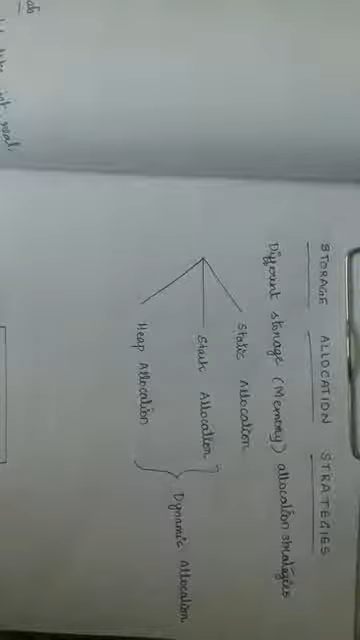 STORAGE ALLOCATION STRATEGIES
Different storage (Memory) allocation strategies
Static Allocation
Stack Allocation
Heap Allocation
Dynamic Allocation